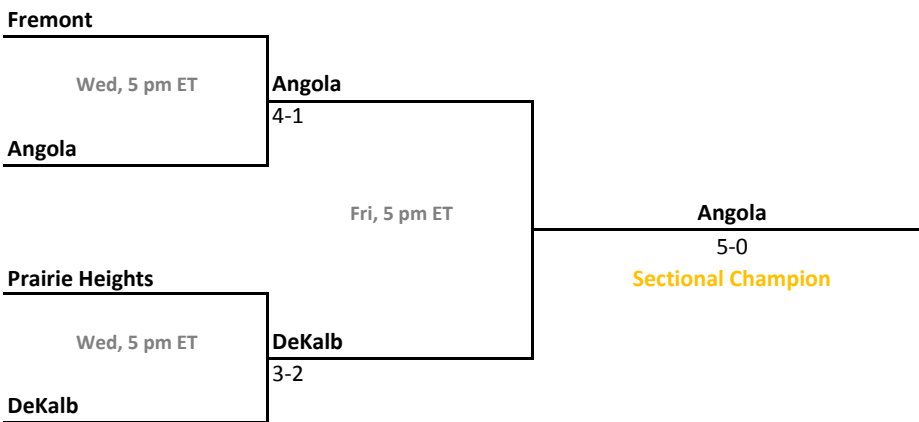 Fremont
Wed, 5 pm ET
Angola
4-1
Angola
Fri, 5 pm ET
Angola
5-0
Sectional Champion
Prairie Heights
Wed, 5 pm ET
DeKalb
3-2
DeKalb